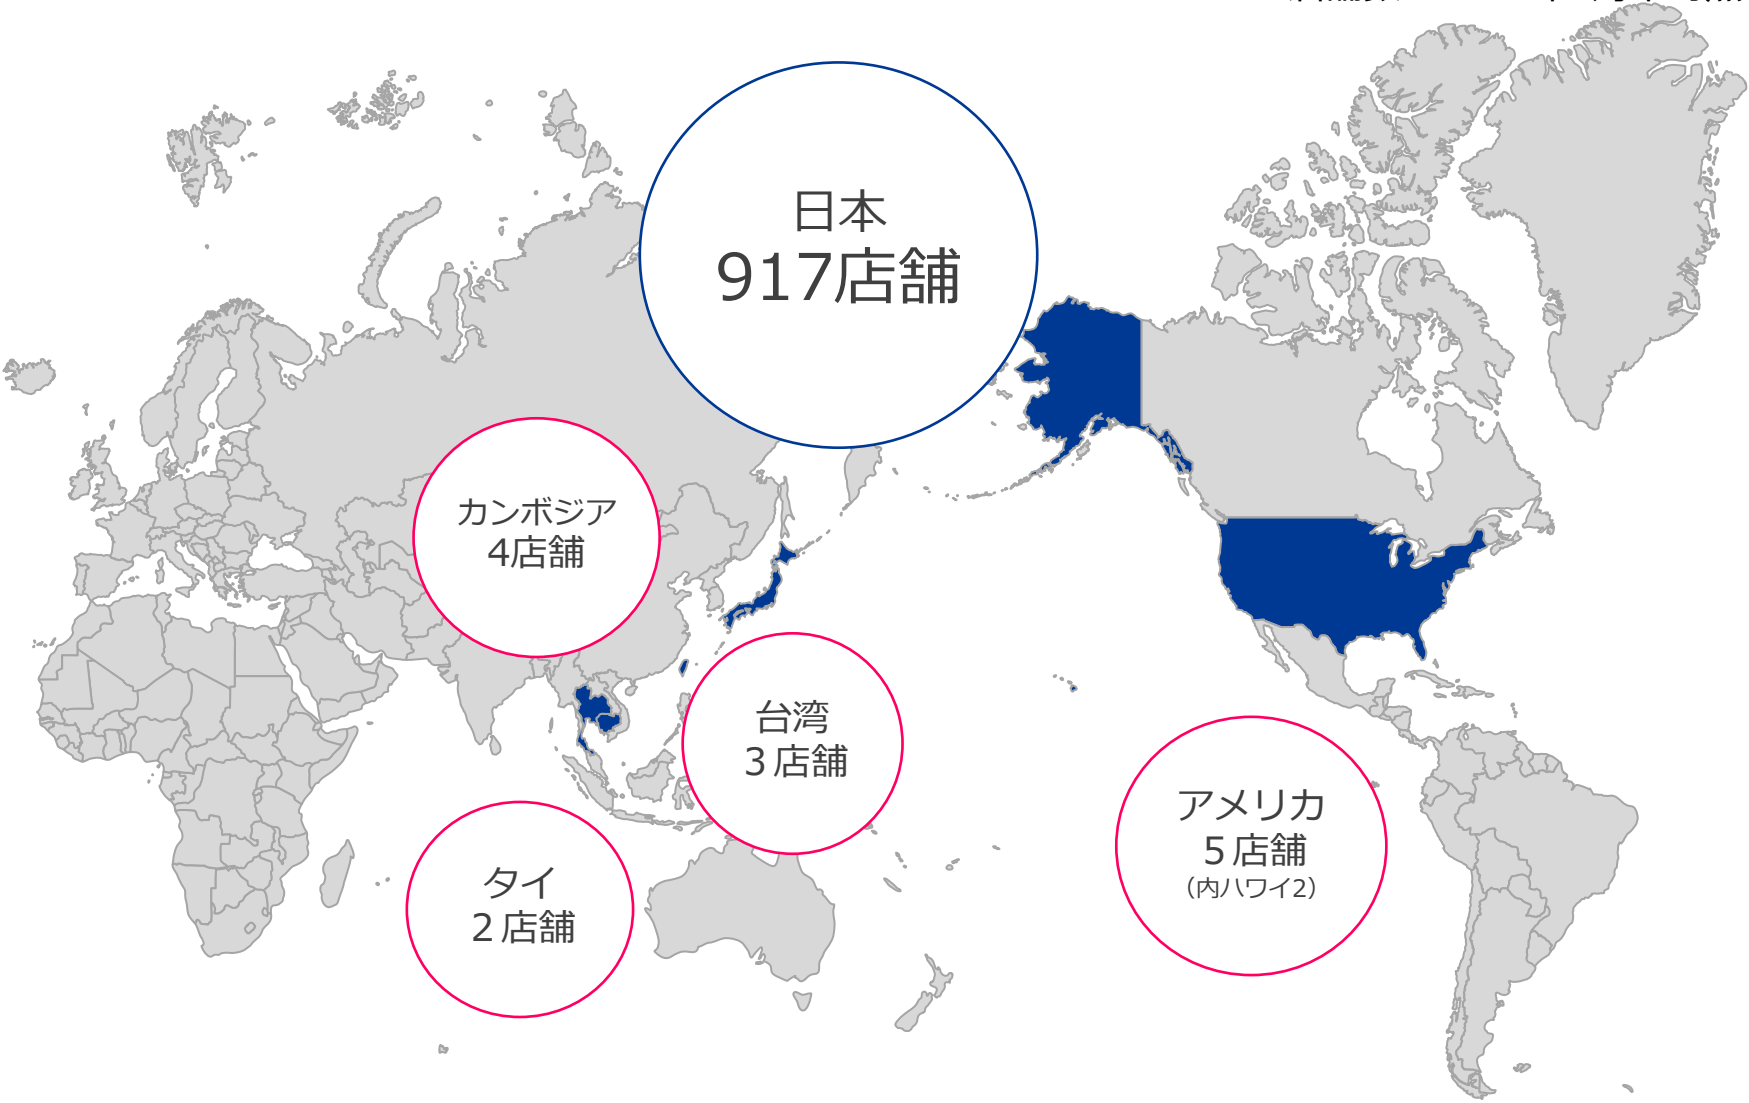 日本
917店舗
カンボジア
4店舗
台湾
３店舗
アメリカ
５店舗
（内ハワイ2）
タイ
２店舗